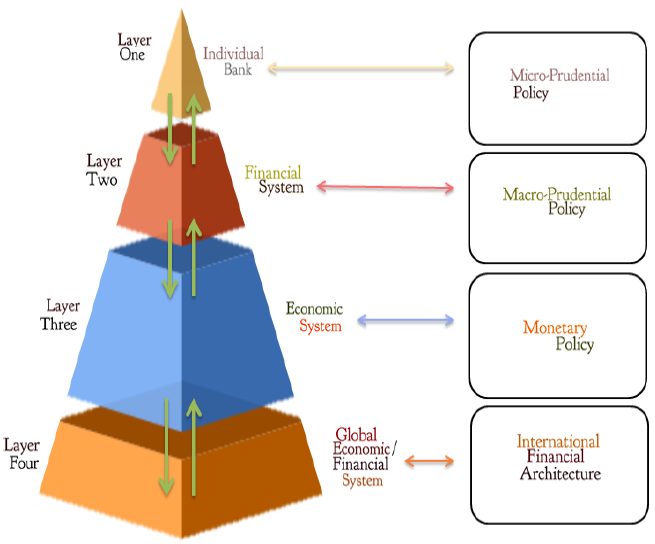 Layer
One
Individual
Bank
Micro-Prudential
Policy
Layer
Two
Financial
System
Macro-Prudential
Policy
Layer
Three
Economic
System
Monetary
Policy
Layer
Four
Global
Economic/
Financial
System
International
Financial
Architecture